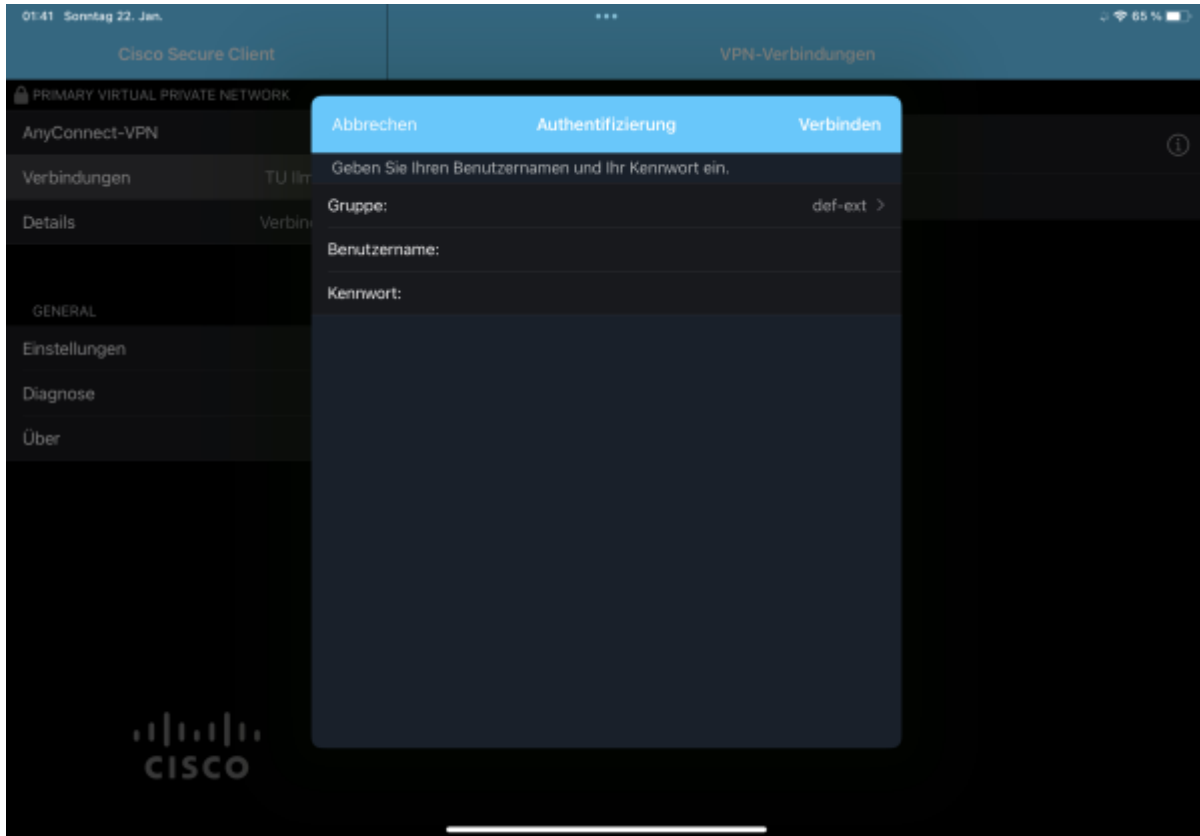 01:41 Sonntag 22. Jan.
65 %
Cisco Secure Client
VPN-Verbindungen
PRIMARY VIRTUAL PRIVATE NETWORK
AnyConnect-VPN
Verbindungen TU Ilm
Details Verbin
GENERAL
Einstellungen
Diagnose
Über
Abbrechen Authentifizierung Verbinden
Geben Sie Ihren Benutzernamen und Ihr Kennwort ein.
Gruppe: def-ext >
Benutzername:
Kennwort:
CISCO